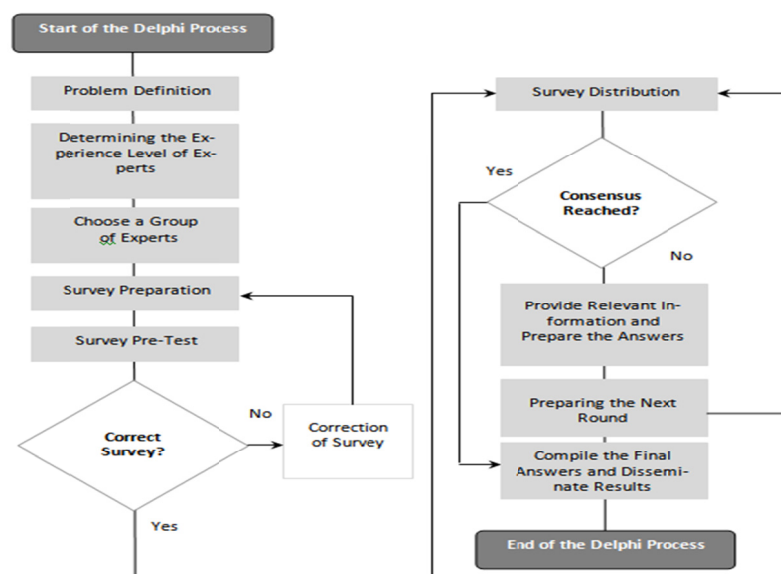 Start of the Delphi Process
Problem Definition
Determining the Ex-
perience Level of Ex-
perts
Choose a Group
of Experts
Survey Preparation
Survey Pre-Test
Correct
Survey?
No
Correction
of Survey
Yes
Survey Distribution
Yes
Consensus
Reached?
No
Provide Relevant In-
formation and
Prepare the Answers
Preparing the Next
Round
Compile the Final
Answers and Dissemi-
nate Results
End of the Delphi Process